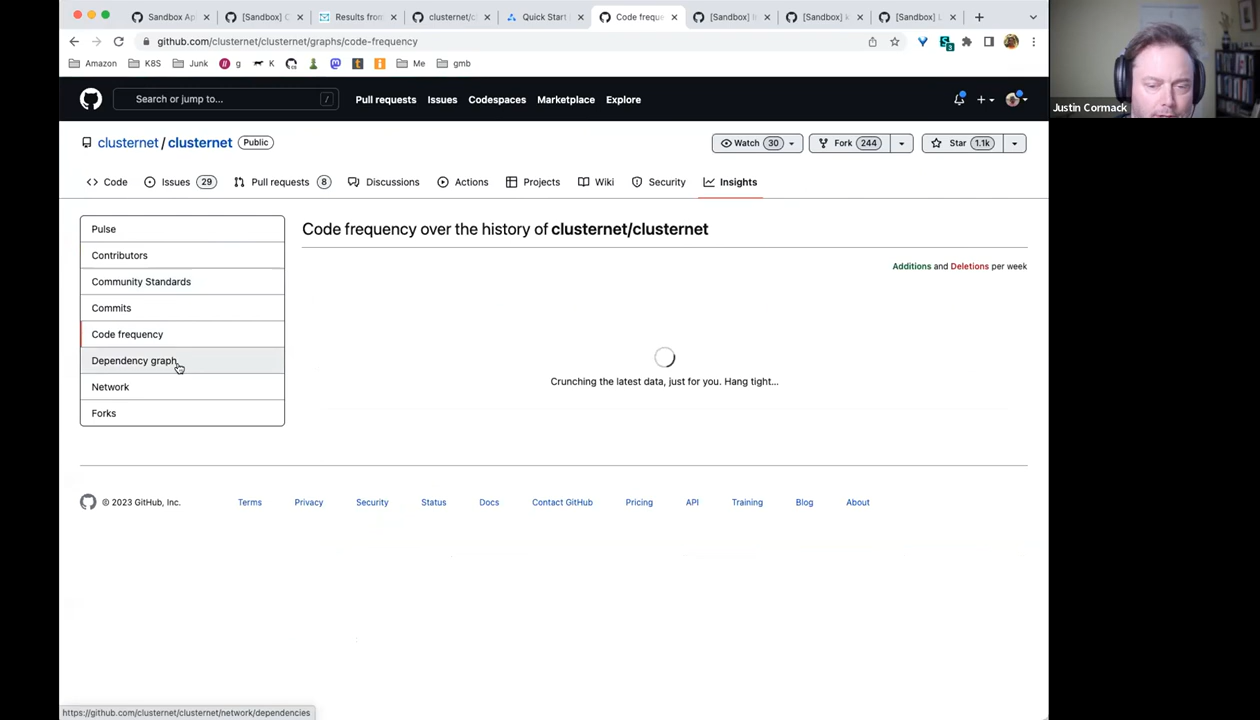 Sandbox Ap
[Sandbox] C
Results from
clusternet/c
Quick Start
Code freque
[Sandbox] li
[Sandbox] k
[Sandbox] L
github.com/clusternet/clusternet/graphs/code-frequency
Amazon K8S Junk g K Me gmb
Search or jump to... /
Pull requests Issues Codespaces Marketplace Explore
Justin Cormack
clusternet / clusternet Public
Watch 30 Fork 244 Star 1.1k
Code Issues 29 Pull requests 8 Discussions Actions Projects Wiki Security Insights
Pulse
Contributors
Community Standards
Commits
Code frequency
Dependency graph
Network
Forks
Code frequency over the history of clusternet/clusternet
Additions and Deletions per week
Crunching the latest data, just for you. Hang tight...
© 2023 GitHub, Inc. Terms Privacy Security Status Docs Contact GitHub Pricing API Training Blog About
https://github.com/clusternet/clusternet/network/dependencies